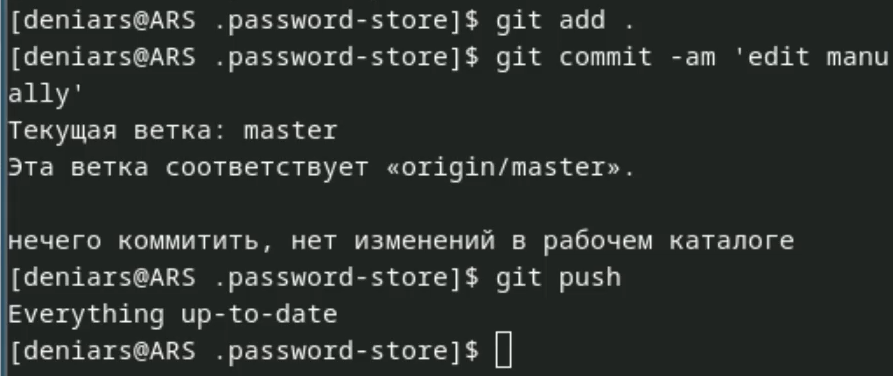 [deniars@ARS .password-store]$ git add .
[deniars@ARS .password-store]$ git commit -am 'edit manu
ally'
Текущая ветка: master
Эта ветка соответствует «origin/master».
нечего коммитить, нет изменений в рабочем каталоге
[deniars@ARS .password-store]$ git push
Everything up-to-date
[deniars@ARS .password-store]$